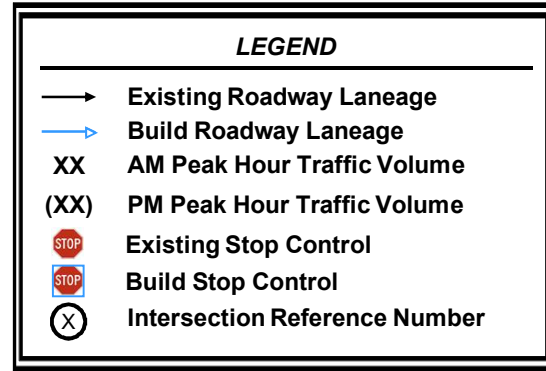 LEGEND
Existing Roadway Laneage
Build Roadway Laneage
XX AM Peak Hour Traffic Volume
(XX) PM Peak Hour Traffic Volume
STOP Existing Stop Control
STOP Build Stop Control
X Intersection Reference Number